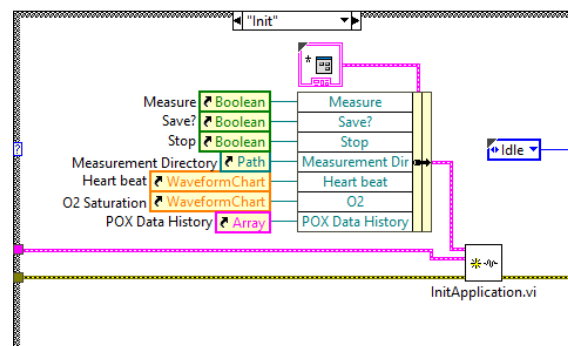 "Init"
*
Measure Boolean Measure
Save? Boolean Save?
Stop Boolean Stop
Measurement Directory Path Measurement Dir
Heart beat WaveformChart Heart beat
O2 Saturation WaveformChart O2
POX Data History Array POX Data History
?
Idle
InitApplication.vi